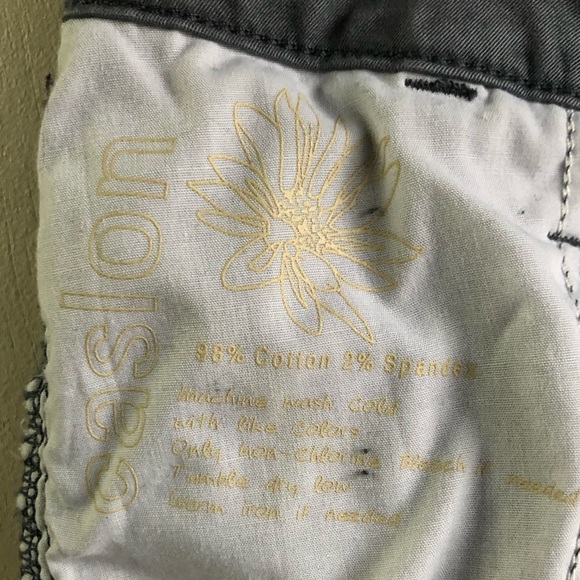 caslon
98% Cotton 2% Spandex
Machine wash cold
with like colors
Only non-chlorine bleach if needed
Tumble dry low
Warm iron if needed